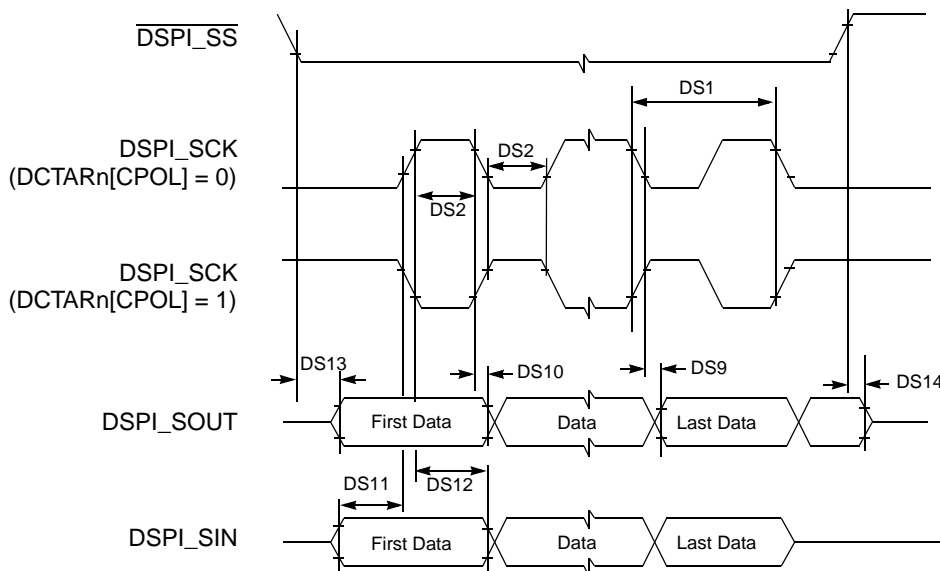 DSPI_SS
DS1
DSPI_SCK
(DCTARn[CPOL] = 0)
DS2
DS2
DSPI_SCK
(DCTARn[CPOL] = 1)
DS13
DS10
DS9
DS14
DSPI_SOUT
First Data
Data
Last Data
DS11
DS12
DSPI_SIN
First Data
Data
Last Data